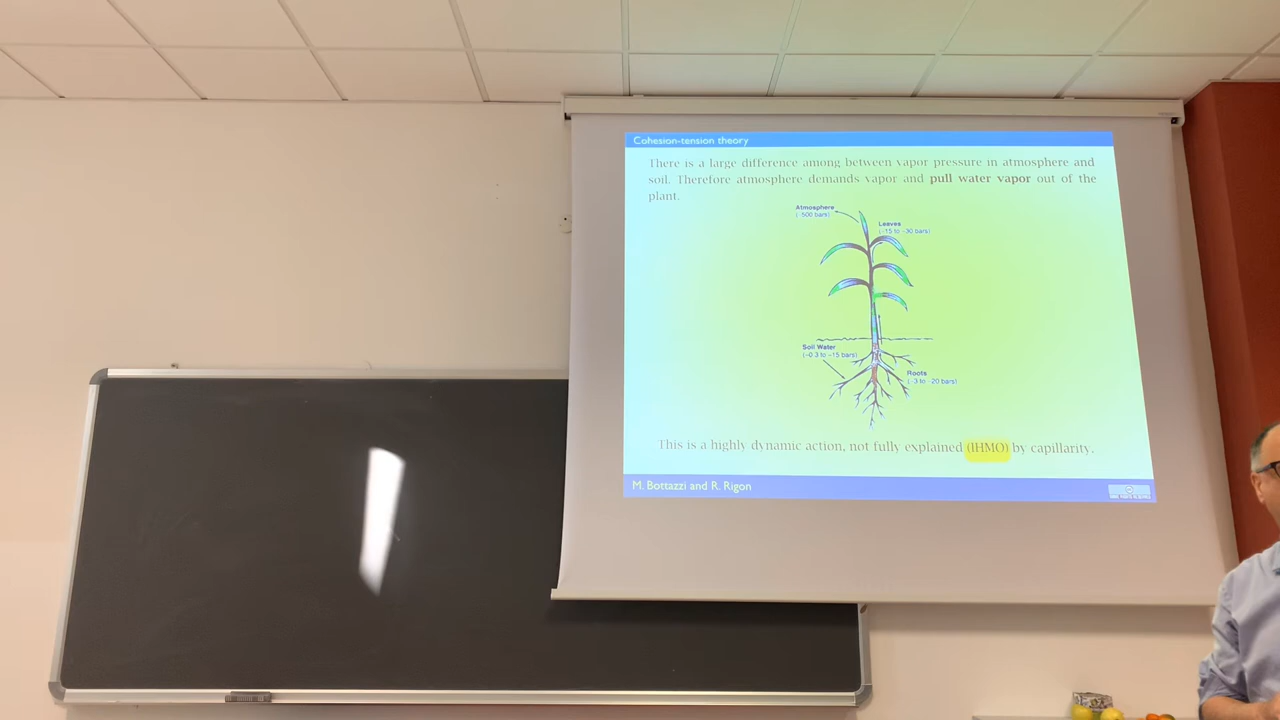 Cohesion-tension theory
There is a large difference among between vapor pressure in atmosphere and
soil. Therefore atmosphere demands vapor and pull water vapor out of the
plant.
Atmosphere
(-500 bars)
Leaves
(-15 to -30 bars)
Soil Water
(-0.3 to -15 bars)
Roots
(-3 to -20 bars)
This is a highly dynamic action, not fully explained (IHMO) by capillarity.
M. Bottazzi and R. Rigon